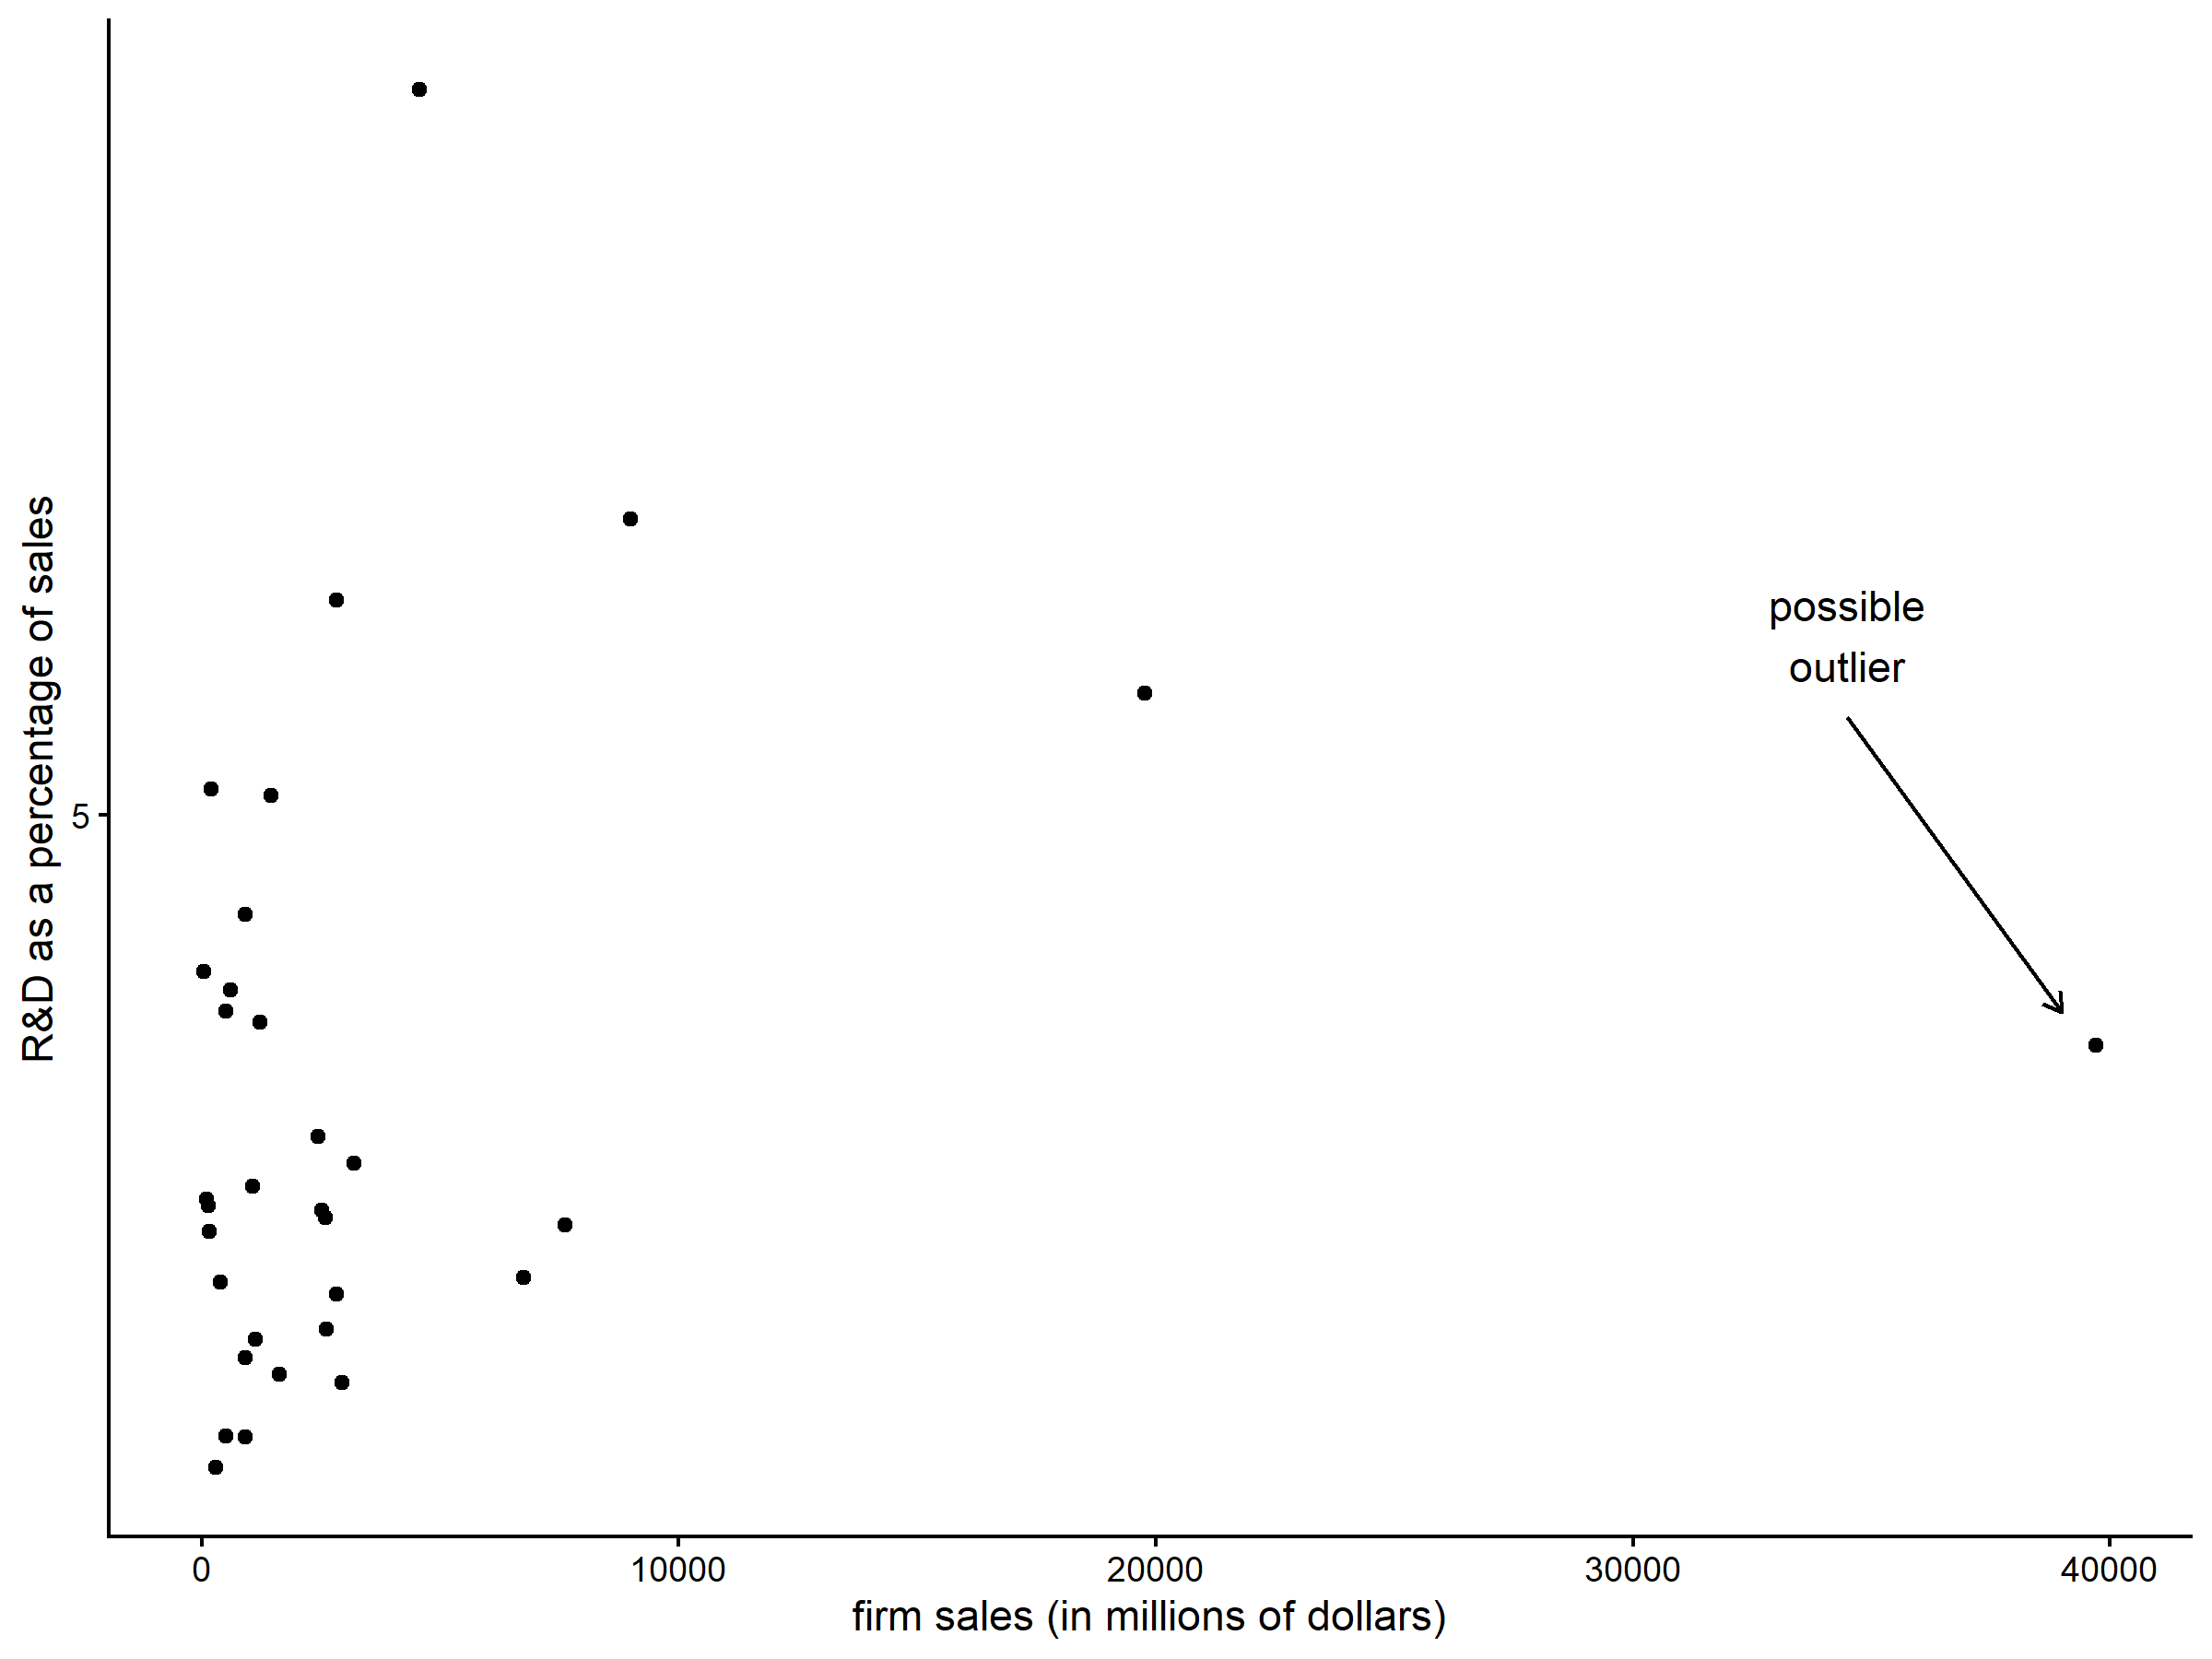 R&D as a percentage of sales
5
possible
outlier
0 10000 20000 30000 40000
firm sales (in millions of dollars)